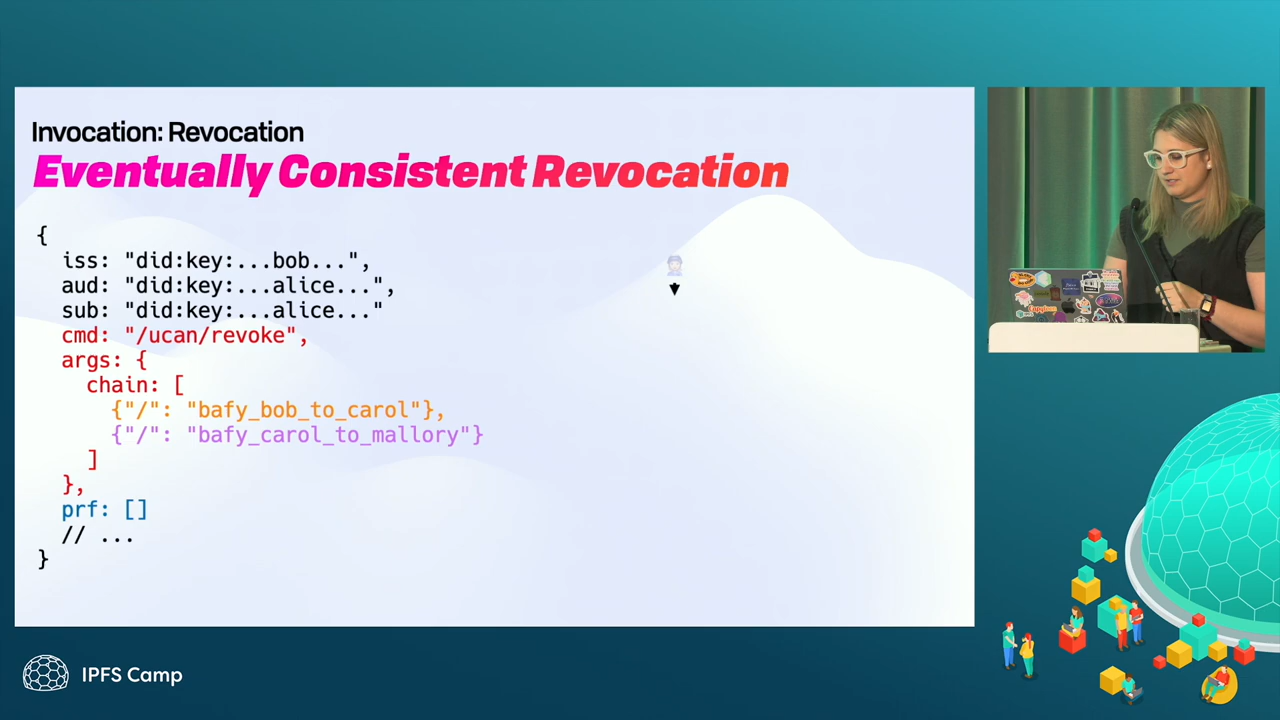 Invocation: Revocation
Eventually Consistent Revocation
{
iss: "did:key:...bob...",
aud: "did:key:...alice...",
sub: "did:key:...alice..."
cmd: "/ucan/revoke",
args: {
chain: [
{"/": "bafy_bob_to_carol"},
{"/": "bafy_carol_to_mallory"}
]
},
prf: []
// ...
}
IPFS Camp